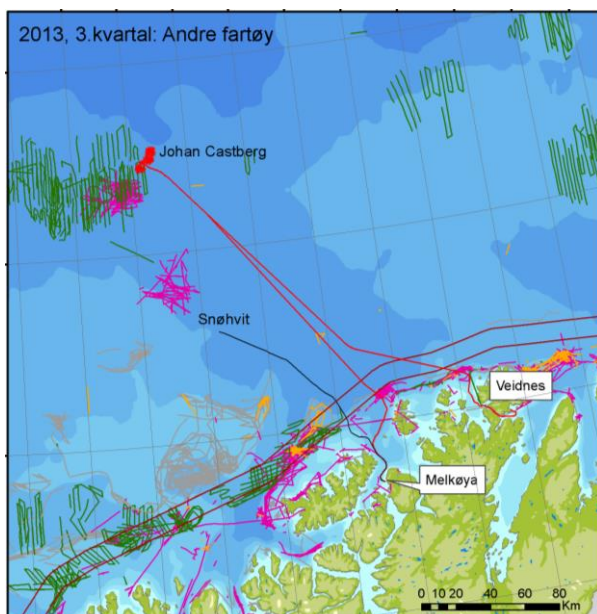 2013, 3.kvartal: Andre fartøy
Johan Castberg
Snøhvit
Veidnes
Melkøya
0 10 20 40 60 80
Km